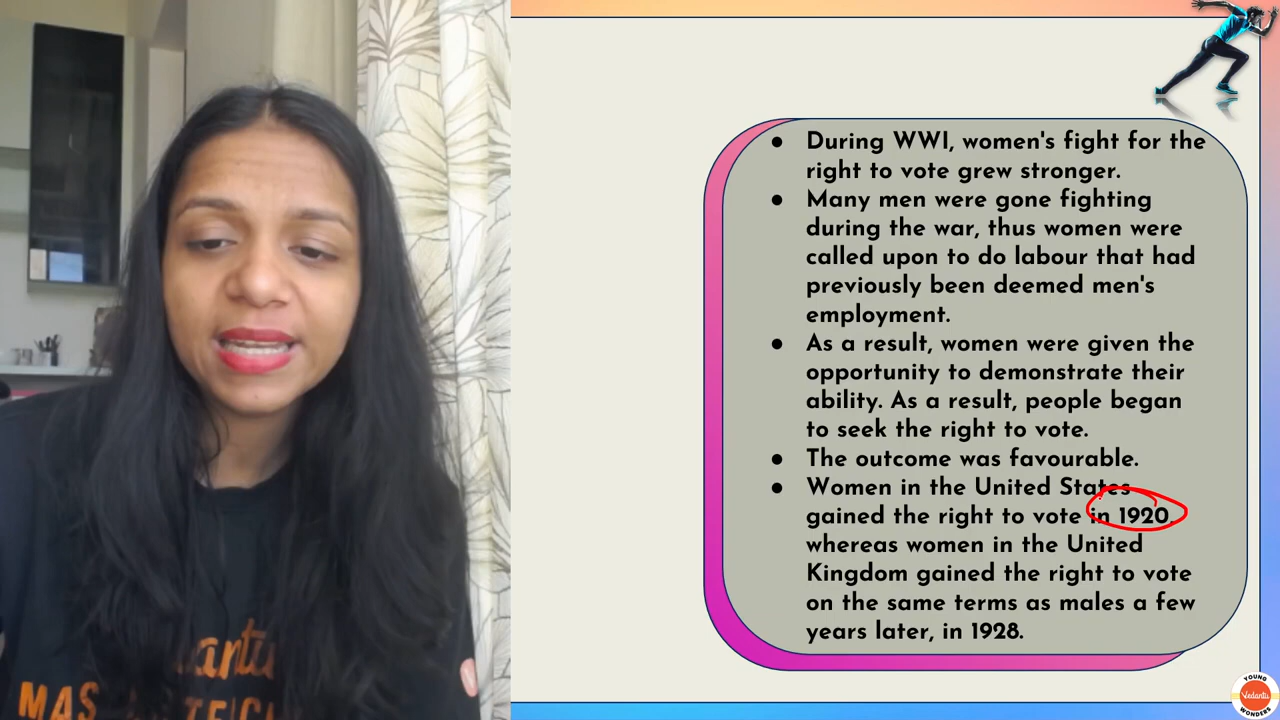 ● During WWI, women's fight for the
right to vote grew stronger.
● Many men were gone fighting
during the war, thus women were
called upon to do labour that had
previously been deemed men's
employment.
● As a result, women were given the
opportunity to demonstrate their
ability. As a result, people began
to seek the right to vote.
● The outcome was favourable.
● Women in the United States
gained the right to vote in 1920,
whereas women in the United
Kingdom gained the right to vote
on the same terms as males a few
years later, in 1928.
YOUNG
Vedantu
WONDERS
MAS